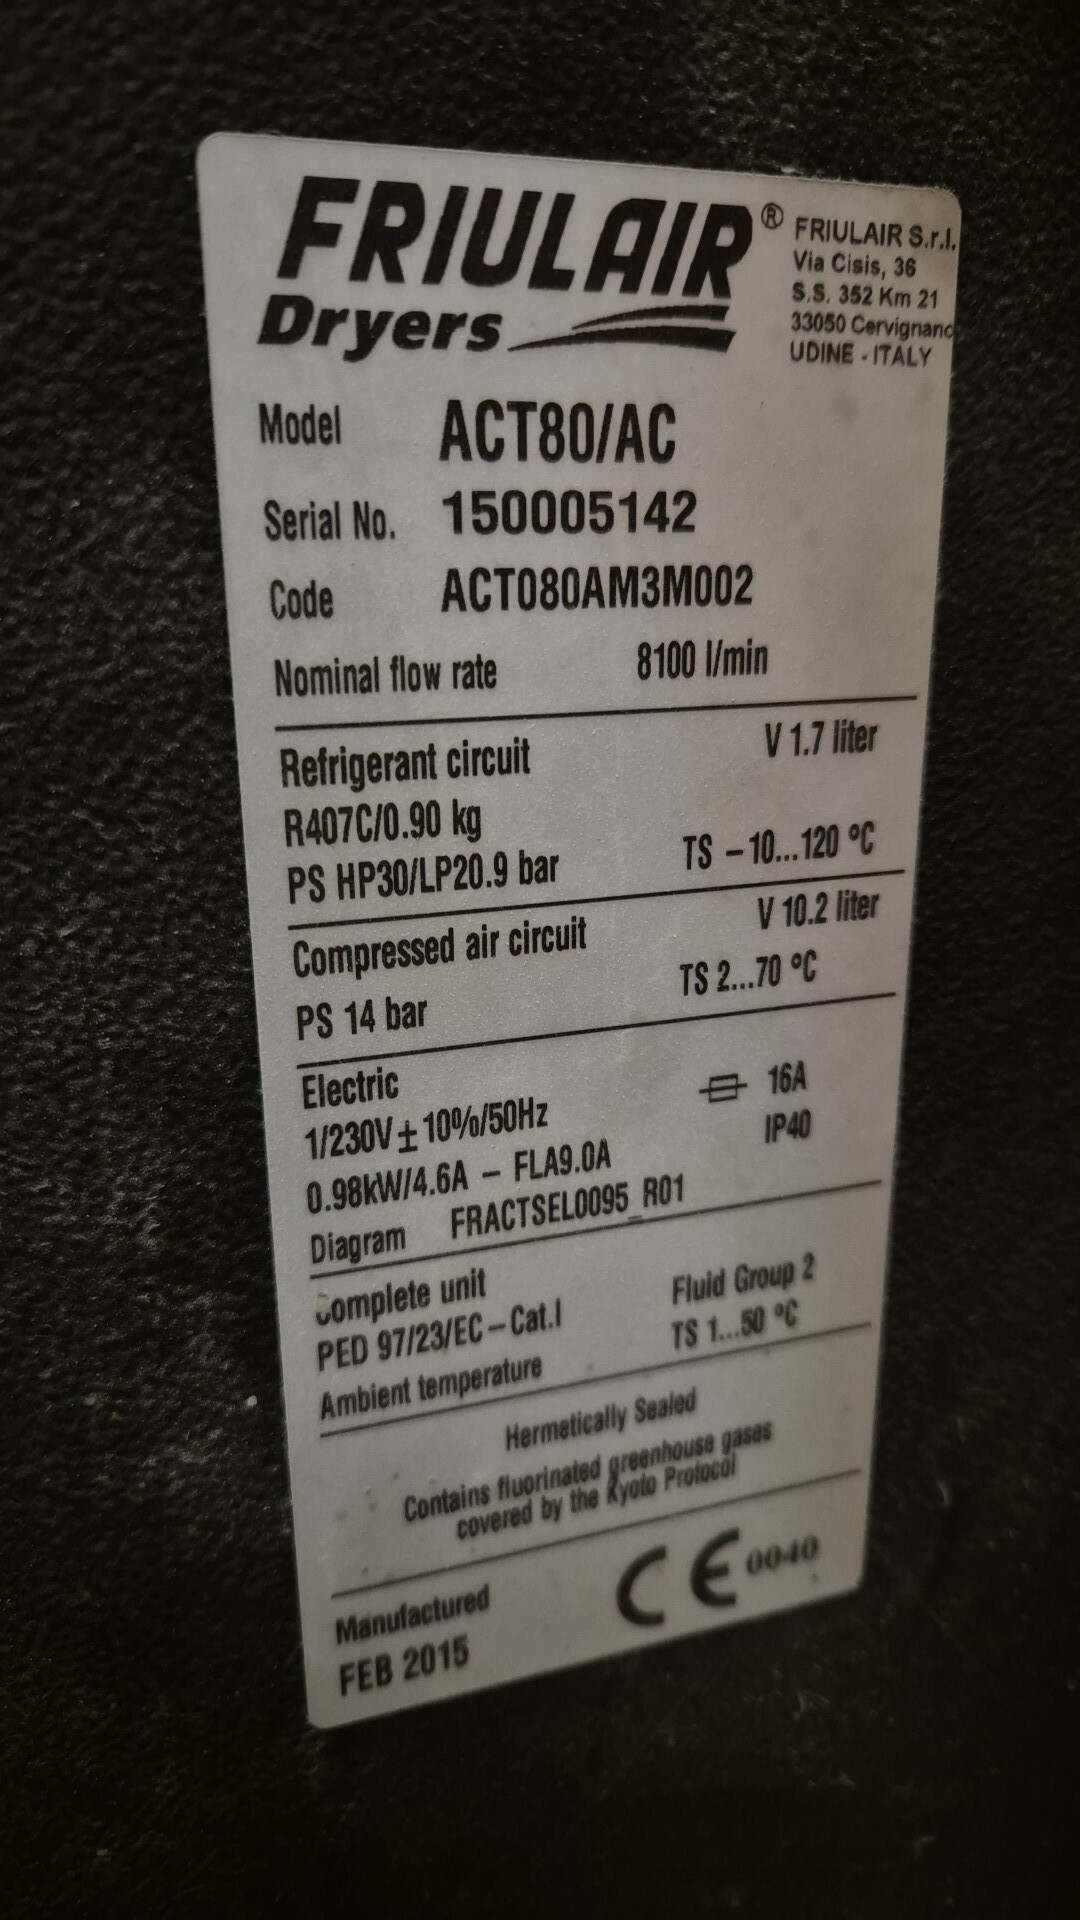 FRIULAIR®
Dryers
FRIULAIR S.r.l.
Via Cisis, 36
S.S. 352 Km 21
33050 Cervignano
UDINE - ITALY
Model ACT80/AC
Serial No. 150005142
Code ACT080AM3M002
Nominal flow rate 8100 l/min
Refrigerant circuit V 1.7 liter
R407C/0.90 kg
PS HP30/LP20.9 bar TS -10...120 °C
Compressed air circuit V 10.2 liter
PS 14 bar TS 2...70 °C
Electric 16A
1/230V ± 10%/50Hz IP40
0.98kW/4.6A - FLA9.0A
Diagram FRACTSEL0095_R01
Complete unit Fluid Group 2
PED 97/23/EC - Cat.I
Ambient temperature TS 1...50 °C
Hermetically Sealed
Contains fluorinated greenhouse gases
covered by the Kyoto Protocol
Manufactured CE 0040
FEB 2015